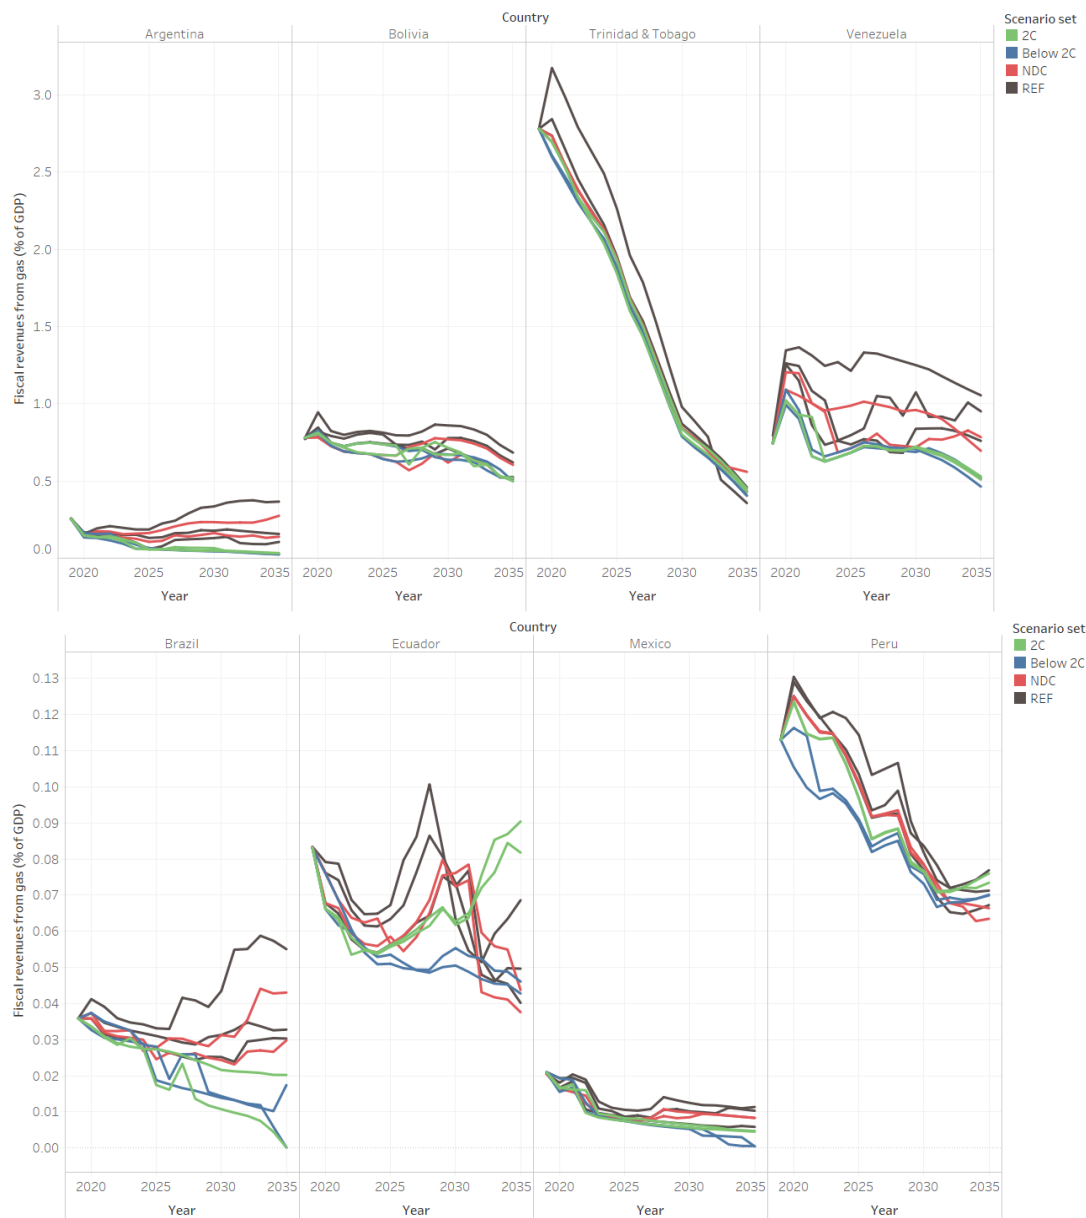 Country
Argentina Bolivia Trinidad & Tobago Venezuela
Scenario set
2C
Below 2C
NDC
REF
Fiscal revenues from gas (% of GDP)
3.0
2.5
2.0
1.5
1.0
0.5
0.0
2020 2025 2030 2035 2020 2025 2030 2035 2020 2025 2030 2035 2020 2025 2030 2035
Year Year Year Year
Country
Brazil Ecuador Mexico Peru
Scenario set
2C
Below 2C
NDC
REF
Fiscal revenues from gas (% of GDP)
0.13
0.12
0.11
0.10
0.09
0.08
0.07
0.06
0.05
0.04
0.03
0.02
0.01
0.00
2020 2025 2030 2035 2020 2025 2030 2035 2020 2025 2030 2035 2020 2025 2030 2035
Year Year Year Year